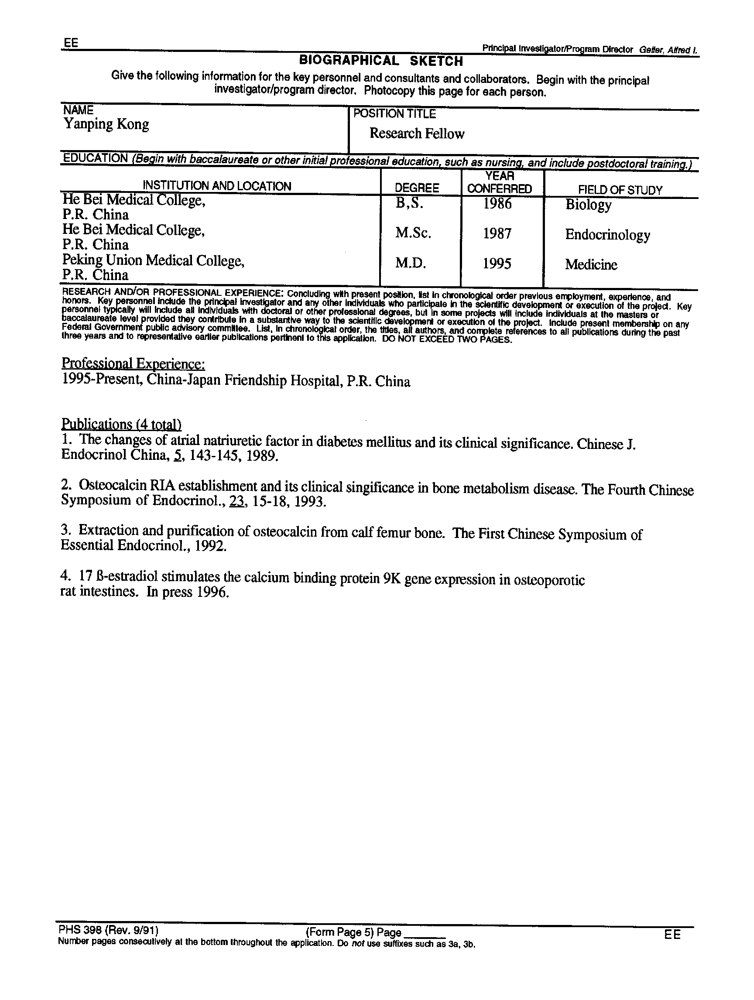 EE
Principal Investigator/Program Director Geller, Alfred I.
BIOGRAPHICAL SKETCH
Give the following information for the key personnel and consultants and collaborators. Begin with the principal
investigator/program director. Photocopy this page for each person.
NAME
Yanping Kong
POSITION TITLE
Research Fellow
EDUCATION (Begin with baccalaureate or other initial professional education, such as nursing, and include postdoctoral training.)
INSTITUTION AND LOCATION DEGREE YEAR CONFERRED FIELD OF STUDY
He Bei Medical College, B,S. 1986 Biology
P.R. China
He Bei Medical College, M.Sc. 1987 Endocrinology
P.R. China
Peking Union Medical College, M.D. 1995 Medicine
P.R. China
RESEARCH AND/OR PROFESSIONAL EXPERIENCE: Concluding with present position, list in chronological order previous employment, experience, and
honors. Key personnel include the principal investigator and any other individuals who participate in the scientific development or execution of the project. Key
personnel typically will include all individuals with doctoral or other professional degrees, but in some projects will include individuals at the masters or
baccalaureate level provided they contribute in a substantive way to the scientific development or execution of the project. Include present membership on any
Federal Government public advisory committee. List, in chronological order, the titles, all authors, and complete references to all publications during the past
three years and to representative earlier publications pertinent to this application. DO NOT EXCEED TWO PAGES.
Professional Experience:
1995-Present, China-Japan Friendship Hospital, P.R. China
Publications (4 total)
1. The changes of atrial natriuretic factor in diabetes mellitus and its clinical significance. Chinese J.
Endocrinol China, 5, 143-145, 1989.
2. Osteocalcin RIA establishment and its clinical singificance in bone metabolism disease. The Fourth Chinese
Symposium of Endocrinol., 23, 15-18, 1993.
3. Extraction and purification of osteocalcin from calf femur bone. The First Chinese Symposium of
Essential Endocrinol., 1992.
4. 17 ß-estradiol stimulates the calcium binding protein 9K gene expression in osteoporotic
rat intestines. In press 1996.
PHS 398 (Rev. 9/91) (Form Page 5) Page ______ EE
Number pages consecutively at the bottom throughout the application. Do not use suffixes such as 3a, 3b.